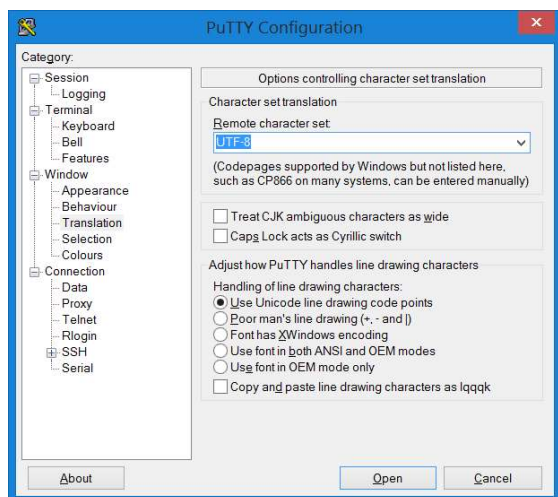 PuTTY Configuration
Category:
Session
Logging
Terminal
Keyboard
Bell
Features
Window
Appearance
Behaviour
Translation
Selection
Colours
Connection
Data
Proxy
Telnet
Rlogin
SSH
Serial
Options controlling character set translation
Character set translation
Remote character set:
UTF-8
(Codepages supported by Windows but not listed here,
such as CP866 on many systems, can be entered manually)
Treat CJK ambiguous characters as wide
Caps Lock acts as Cyrillic switch
Adjust how PuTTY handles line drawing characters
Handling of line drawing characters:
Use Unicode line drawing code points
Poor man's line drawing (+, - and |)
Font has XWindows encoding
Use font in both ANSI and OEM modes
Use font in OEM mode only
Copy and paste line drawing characters as lqqqk
About
Open
Cancel